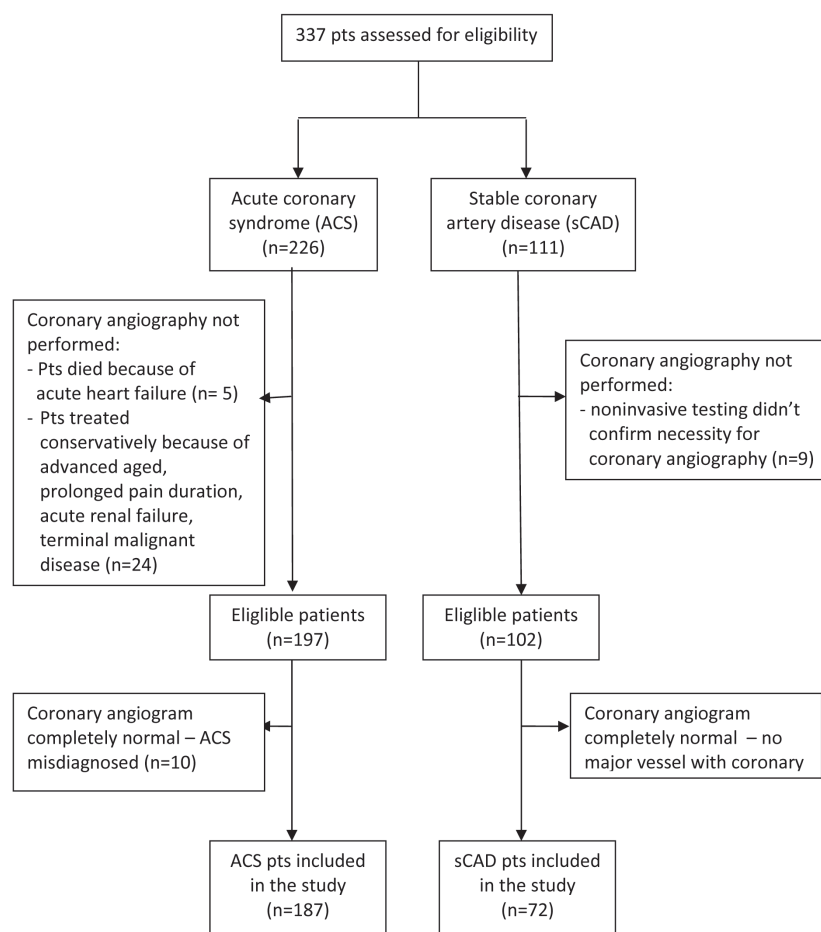 337 pts assessed for eligibility
Acute coronary
syndrome (ACS)
(n=226)
Stable coronary
artery disease (sCAD)
(n=111)
Coronary angiography not
performed:
- Pts died because of
acute heart failure (n= 5)
- Pts treated
conservatively because of
advanced aged,
prolonged pain duration,
acute renal failure,
terminal malignant
disease (n=24)
Coronary angiography not
performed:
- noninvasive testing didn’t
confirm necessity for
coronary angiography (n=9)
Eliglible patients
(n=197)
Eligible patients
(n=102)
Coronary angiogram
completely normal – ACS
misdiagnosed (n=10)
Coronary angiogram
completely normal – no
major vessel with coronary
ACS pts included
in the study
(n=187)
sCAD pts included
in the study
(n=72)